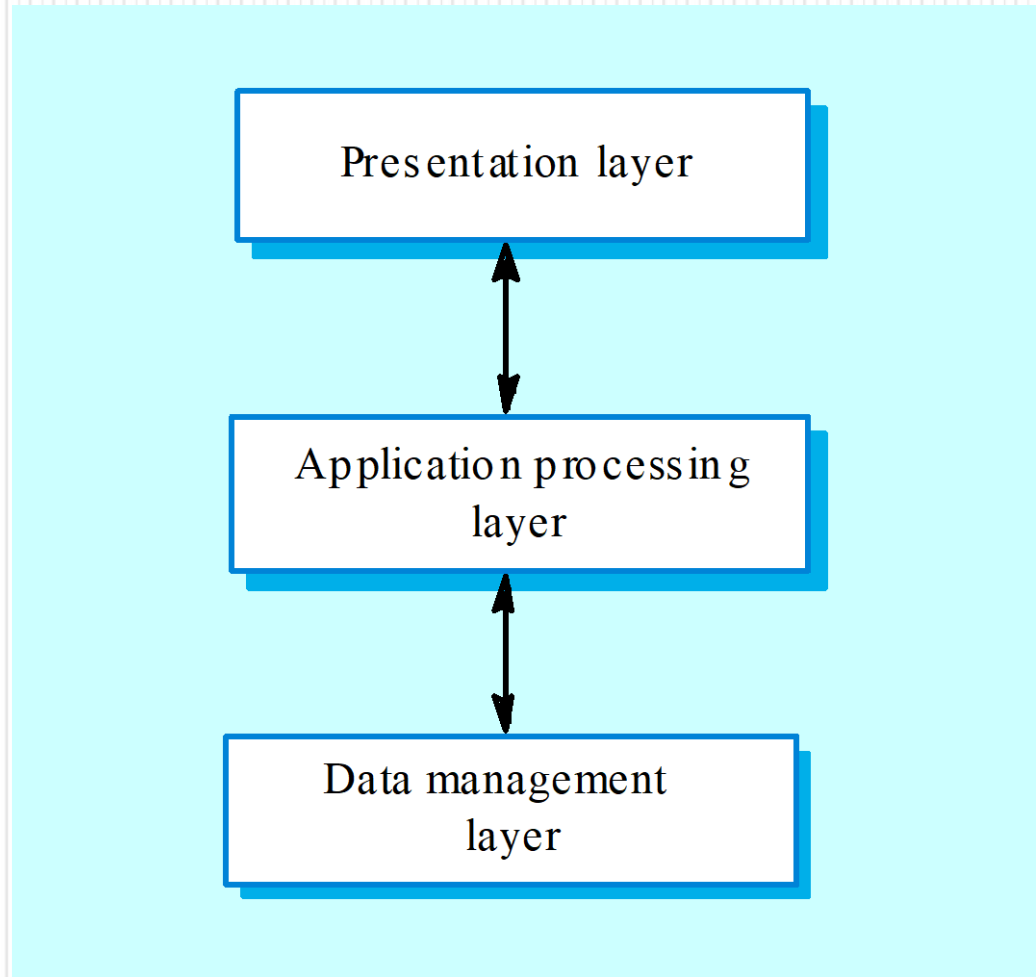 Presentation layer
Application processing
layer
Data management
layer